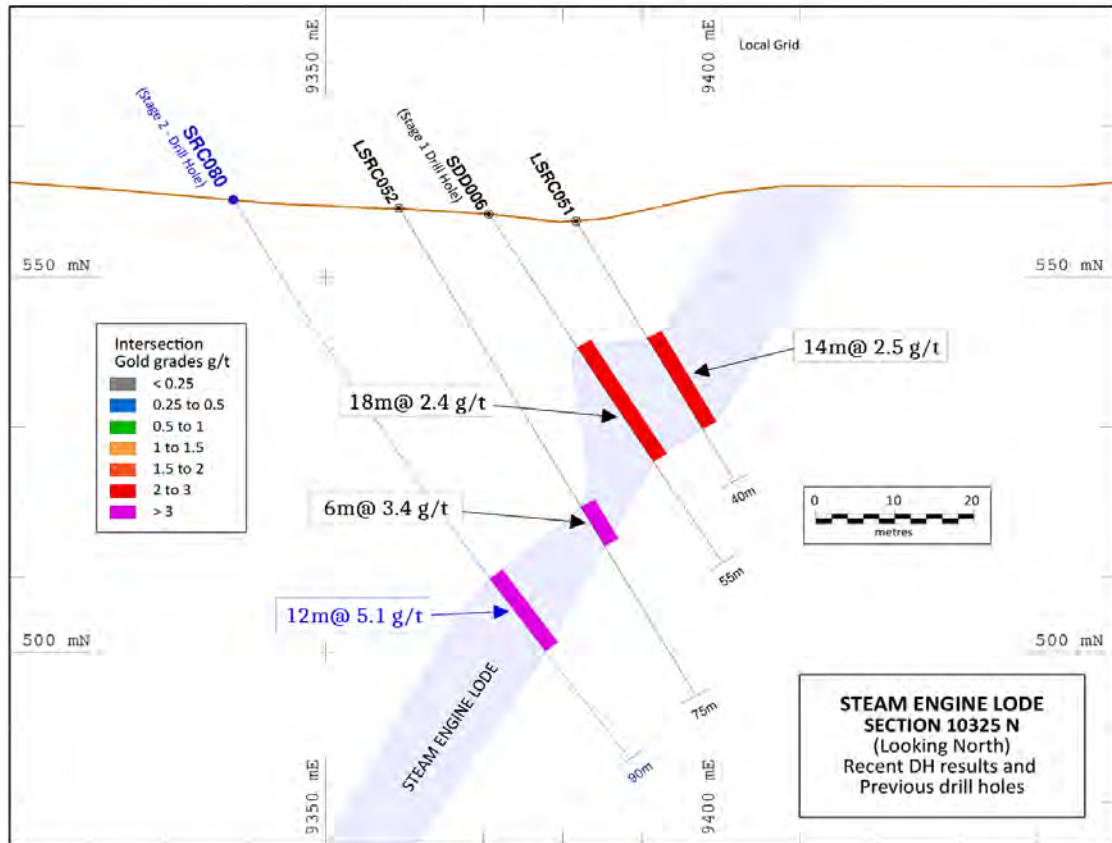 9350 mE
9400 mE
Local Grid
SRC080
(Stage 2 - Drill Hole)
LSRC052
SDD006
(Stage 1 Drill Hole)
LSRC051
550 mN
550 mN
Intersection
Gold grades g/t
< 0.25
0.25 to 0.5
0.5 to 1
1 to 1.5
1.5 to 2
2 to 3
> 3
14m@ 2.5 g/t
18m@ 2.4 g/t
6m@ 3.4 g/t
12m@ 5.1 g/t
40m
55m
75m
90m
0 10 20
metres
500 mN
500 mN
STEAM ENGINE LODE
9350 mE
9400 mE
STEAM ENGINE LODE
SECTION 10325 N
(Looking North)
Recent DH results and
Previous drill holes